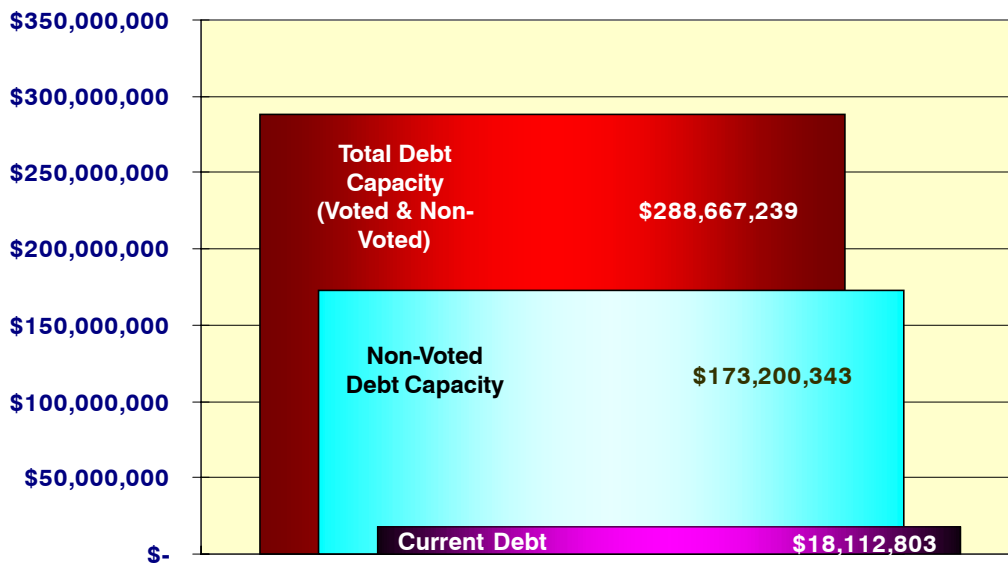 $350,000,000
$300,000,000
$250,000,000
$200,000,000
$150,000,000
$100,000,000
$50,000,000
$-
Total Debt
Capacity
(Voted & Non-
Voted)
$288,667,239
Non-Voted
Debt Capacity
$173,200,343
Current Debt
$18,112,803